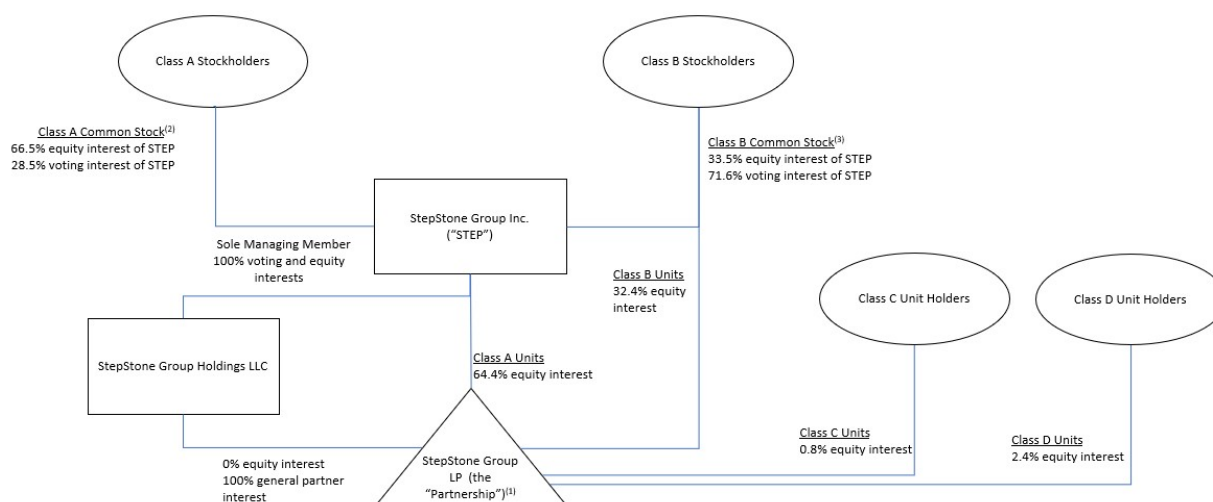 Class A Stockholders
Class B Stockholders
Class A Common Stock(2)
66.5% equity interest of STEP
28.5% voting interest of STEP
Class B Common Stock(3)
33.5% equity interest of STEP
71.6% voting interest of STEP
StepStone Group Inc.
(“STEP”)
Sole Managing Member
100% voting and equity
interests
Class B Units
32.4% equity
interest
Class C Unit Holders
Class D Unit Holders
StepStone Group Holdings LLC
Class A Units
64.4% equity interest
Class C Units
0.8% equity interest
Class D Units
2.4% equity interest
0% equity interest
100% general partner
interest
StepStone Group
LP (the
“Partnership”)(1)